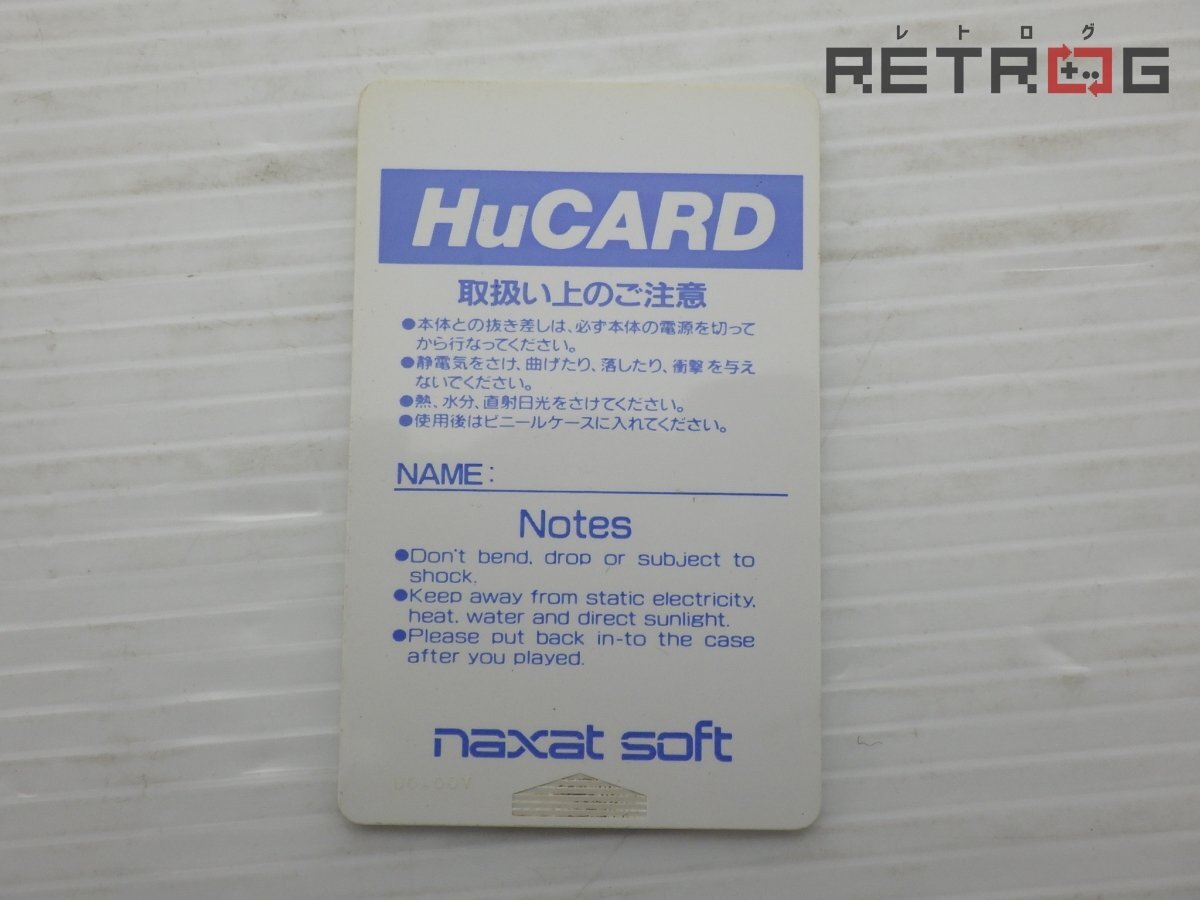 レトログ
RETROG
HuCARD
取扱い上のご注意
●本体との抜き差しは、必ず本体の電源を切って
から行なってください。
●静電気をさけ、曲げたり、落したり、衝撃を与え
ないでください。
●熱、水分、直射日光をさけてください。
●使用後はビニールケースに入れてください。
NAME:
Notes
●Don't bend, drop or subject to
shock.
●Keep away from static electricity,
heat, water and direct sunlight.
●Please put back in-to the case
after you played.
naxat soft